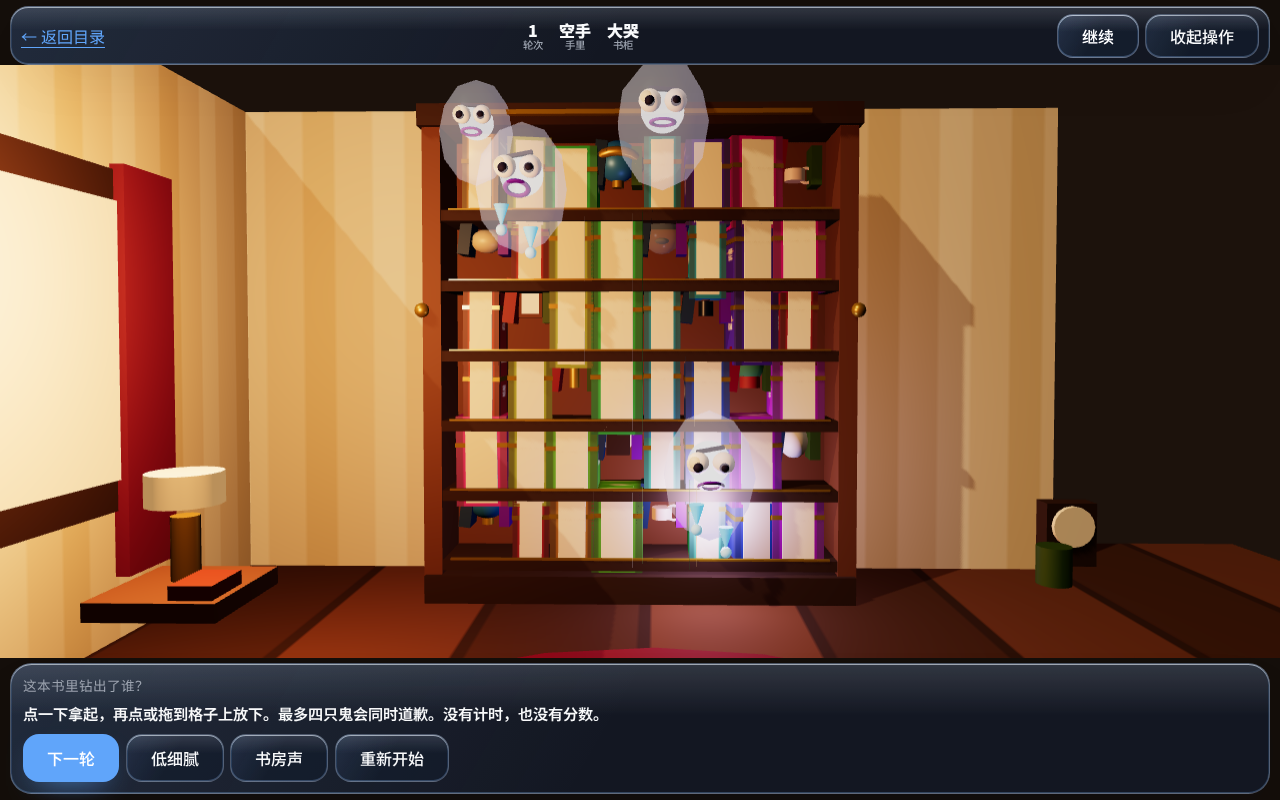 ← 返回目录
1 空手 大哭
轮次 手里 书柜
继续 收起操作
这本书里钻出了谁？
点一下拿起，再点或拖到格子上放下。最多四只鬼会同时道歉。没有计时，也没有分数。
下一轮 低细腻 书房声 重新开始